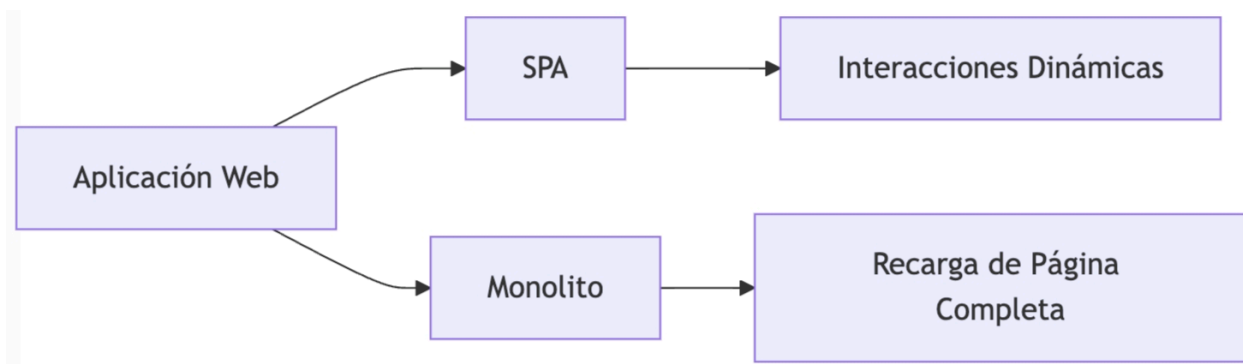 SPA
Interacciones Dinámicas
Aplicación Web
Monolito
Recarga de Página
Completa